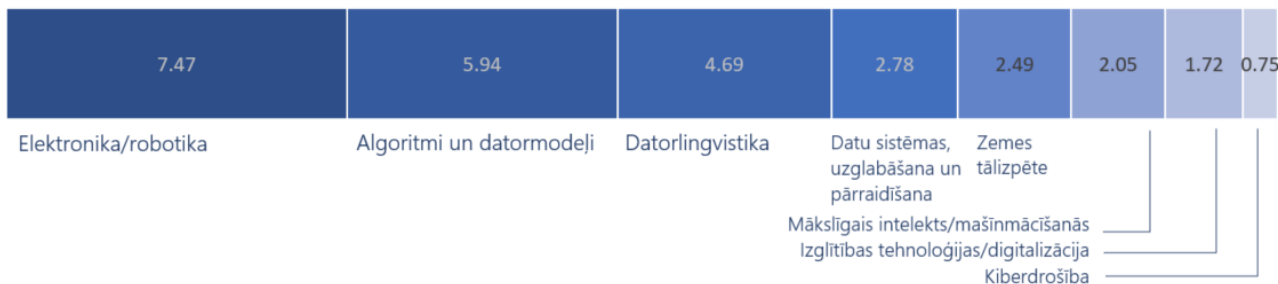 7.47 5.94 4.69 2.78 2.49 2.05 1.72 0.75
Elektronika/robotika
Algoritmi un datormodeļi
Datorlingvistika
Datu sistēmas,
uzglabāšana un
pārraidīšana
Zemes
tālizpēte
Mākslīgais intelekts/mašīnmācīšanās
Izglītības tehnoloģijas/digitalizācija
Kiberdrošība